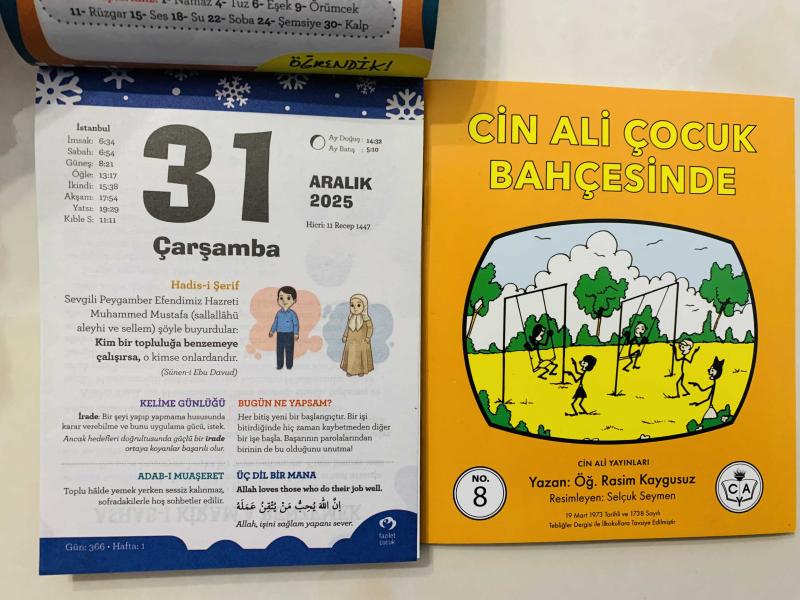 1- Namaz 4- Tuz 6- Eşek 9- Örümcek
11- Rüzgar 15- Ses 18- Su 22- Soba 24- Şemsiye 30- Kalp
ÖĞRENDİK!
İstanbul
İmsak: 6:34
Sabah: 6:54
Güneş: 8:21
Öğle: 13:17
İkindi: 15:38
Akşam: 17:54
Yatsı: 19:29
Kıble S: 11:11
31
Çarşamba
Ay Doğuş : 14:32
Ay Batış : 5:10
ARALIK
2025
Hicri: 11 Recep 1447
Hadis-i Şerif
Sevgili Peygamber Efendimiz Hazreti
Muhammed Mustafa (sallallâhü
aleyhi ve sellem) şöyle buyurdular:
Kim bir topluluğa benzemeye
çalışırsa, o kimse onlardandır.
(Sünen-i Ebu Davud)
KELİME GÜNLÜĞÜ
İrade: Bir şeyi yapıp yapmama hususunda
karar verebilme ve bunu uygulama gücü, istek.
Ancak hedefleri doğrultusunda güçlü bir irade
ortaya koyanlar başarılı olur.
BUGÜN NE YAPSAM?
Her bitiş yeni bir başlangıçtır. Bir işi
bitirdiğinde hiç zaman kaybetmeden diğer
bir işe başla. Başarının parolalarından
birinin de bu olduğunu unutma!
ADAB-I MUAŞERET
Toplu hâlde yemek yerken sessiz kalınmaz,
sofradakilerle hoş sohbetler edilir.
ÜÇ DİL BİR MANA
Allah loves those who do their job well.
اِنَّ اللّٰهَ يُحِبُّ مَنْ يُتْقِنُ عَمَلَهُ
Allah, işini sağlam yapanı sever.
Gün: 366 • Hafta: 1
fazilet
çocuk
CİN ALİ ÇOCUK
BAHÇESİNDE
NO.
8
CİN ALİ YAYINLARI
Yazan: Öğ. Rasim Kaygusuz
Resimleyen: Selçuk Seymen
19 Mart 1973 Tarihli ve 1738 Sayılı
Tebliğler Dergisi ile İlkokullara Tavsiye Edilmiştir
C A